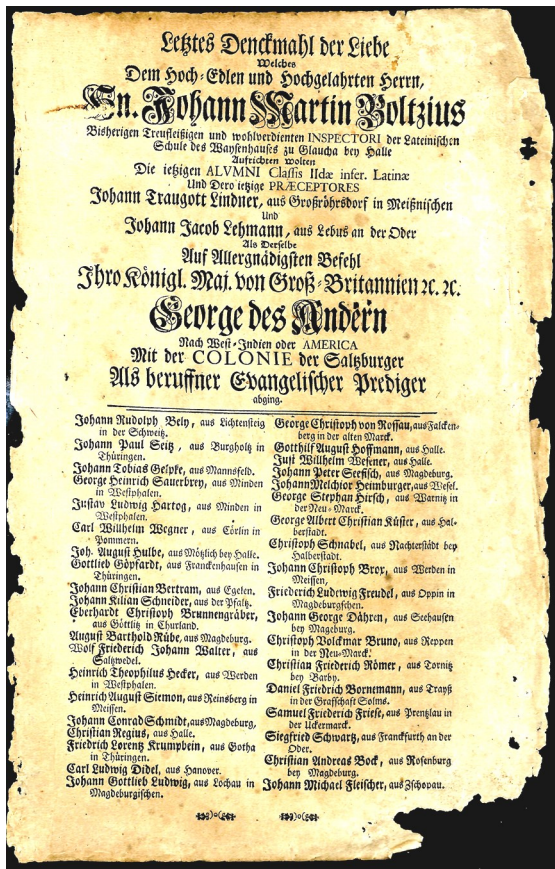 Letztes Denckmahl der Liebe
Welches
Dem Hoch-Edlen und Hochgelahrten Herrn,
Hn. Johann Martin Boltzius
Bisherigen Treufleißigen und wohlverdienten INSPECTORI der Lateinischen
Schule des Waysenhauses zu Glaucha bey Halle
Aufrichten wolten
Die ietzigen ALVMNI Classis IIdæ infer. Latinæ
Und Dero ietzige PRÆCEPTORES
Johann Traugott Lindner, aus Großröhrsdorf in Meißnischen
Und
Johann Jacob Lehmann, aus Lebus an der Oder
Als Derselbe
Auf Allergnädigsten Befehl
Ihro Königl. Maj. von Groß-Britannien ꝛc. ꝛc.
George des Andern
Nach West-Indien oder AMERICA
Mit der COLONIE der Saltzburger
Als beruffner Evangelischer Prediger
abging.
Johann Rudolph Bely, aus Lichtensteig
in der Schweitz.
Johann Paul Seitz, aus Burgholtz in
Thüringen.
Johann Tobias Gelpke, aus Mannsfeld.
George Heinrich Sauerbrey, aus Minden
in Westphalen.
Justav Ludwig Hartog, aus Minden in
Westphalen.
Carl Willhelm Wegner, aus Cörlin in
Pommern.
Joh. August Hulbe, aus Mötzlich bey Halle.
Gottlieb Göpfardt, aus Franckenhausen in
Thüringen.
Johann Christian Bertram, aus Egelen.
Johann Kilian Schneider, aus der Pfaltz.
Eberhardt Christoph Brunnengräber,
aus Göttlitz in Churland.
August Barthold Rübe, aus Magdeburg.
Wolf Friederich Johann Walter, aus
Saltzwedel.
Heinrich Theophilus Hecker, aus Werden
in Westphalen.
Heinrich August Siemon, aus Reinsberg in
Meissen.
Johann Conrad Schmidt, aus Magdeburg,
Christian Regius, aus Halle.
Friedrich Lorentz Krumpbein, aus Gotha
in Thüringen.
Carl Ludwig Didel, aus Hanover.
Johann Gottlieb Ludwig, aus Löchau in
Magdeburgischen.
George Christoph von Rossau, aus Falcken-
berg in der alten Marck.
Gotthilf August Hoffmann, aus Halle.
Just Willhelm Wesener, aus Halle.
Johann Peter Seefisch, aus Magdeburg.
Johann Melchior Heimburger, aus Wesel.
George Stephan Hirsch, aus Warnitz in
der Neu-Marck.
George Albert Christian Küster, aus Hal-
berstadt.
Christoph Schnabel, aus Rachterstädt bey
Halberstadt.
Johann Christoph Brox, aus Werden in
Meissen,
Friederich Ludwig Freudel, aus Oppin in
Magdeburgschen.
Johann George Dähren, aus Seehausen
bey Mageburg.
Christoph Volckmar Bruno, aus Reppen
in der Neu-Marck.
Christian Friederich Römer, aus Tornitz
bey Barby.
Daniel Friedrich Bornemann, aus Trayß
in der Graffschaft Solms.
Samuel Friederich Friese, aus Prentzlau in
der Uckermarck.
Siegfried Schwartz, aus Franckfurth an der
Oder.
Christian Andreas Bock, aus Rosenburg
bey Magdeburg.
Johann Michael Fleischer, aus Zschopau.